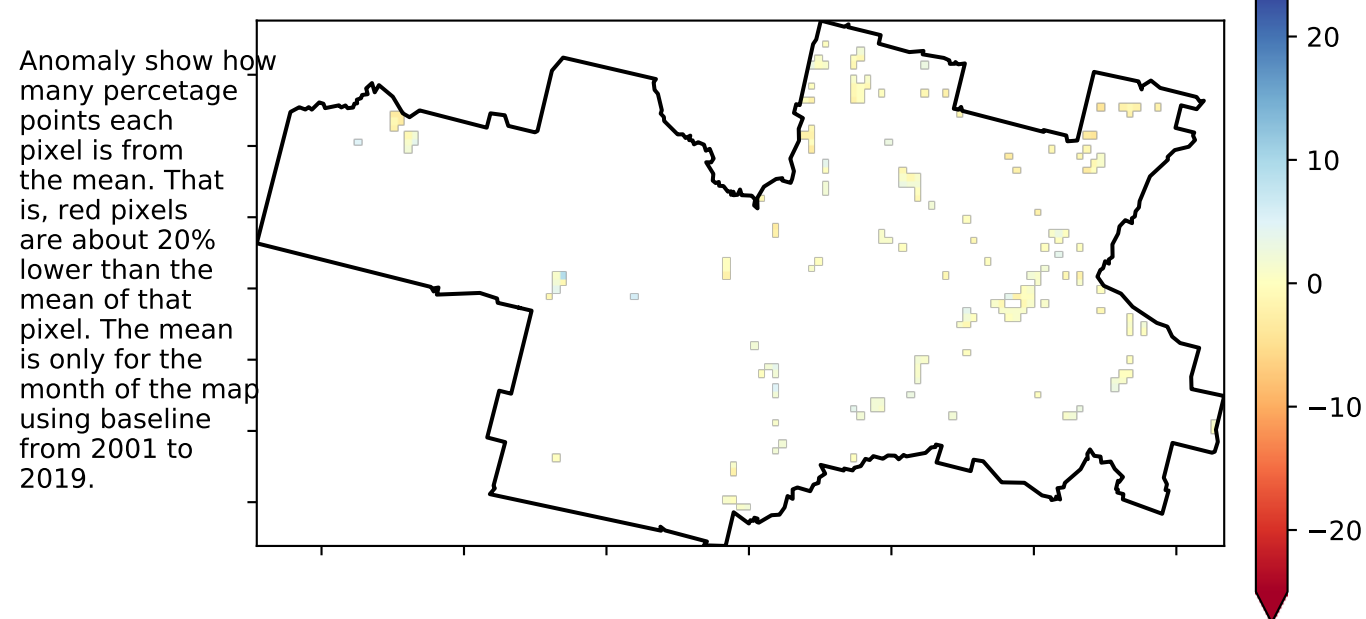 Anomaly show how
many percetage
points each
pixel is from
the mean. That
is, red pixels
are about 20%
lower than the
mean of that
pixel. The mean
is only for the
month of the map
using baseline
from 2001 to
2019.
20
10
0
−10
−20